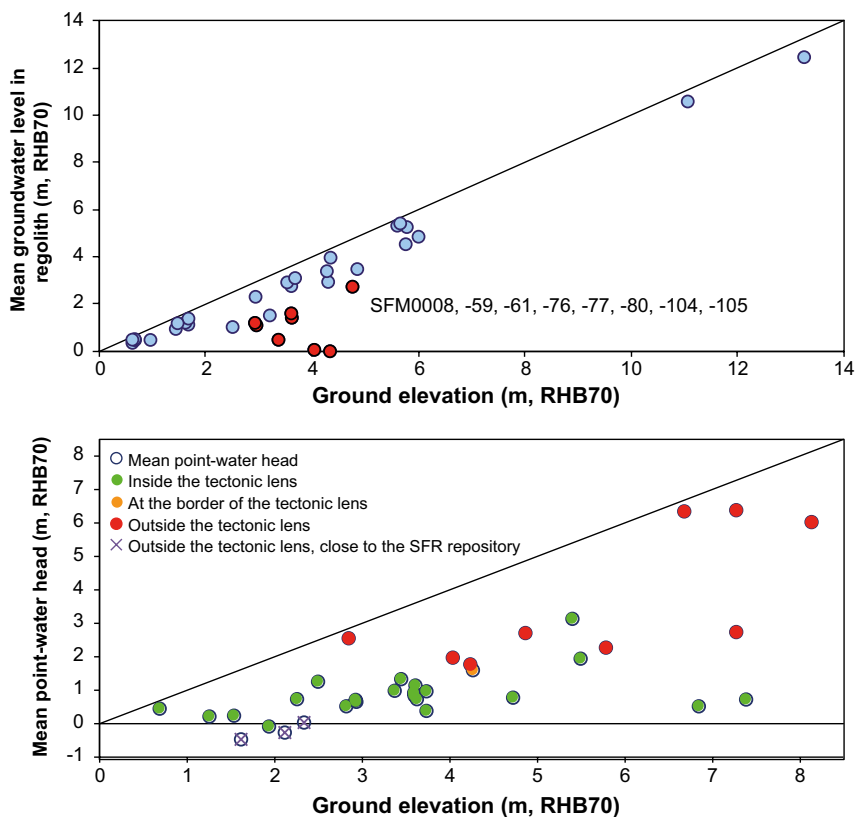 14
12
10
8
6
4
2
0
Mean groundwater level in
regolith (m, RHB70)
SFM0008, -59, -61, -76, -77, -80, -104, -105
0 2 4 6 8 10 12 14
Ground elevation (m, RHB70)
8
7
6
5
4
3
2
1
0
-1
Mean point-water head (m, RHB70)
Mean point-water head
Inside the tectonic lens
At the border of the tectonic lens
Outside the tectonic lens
Outside the tectonic lens, close to the SFR repository
0 1 2 3 4 5 6 7 8
Ground elevation (m, RHB70)